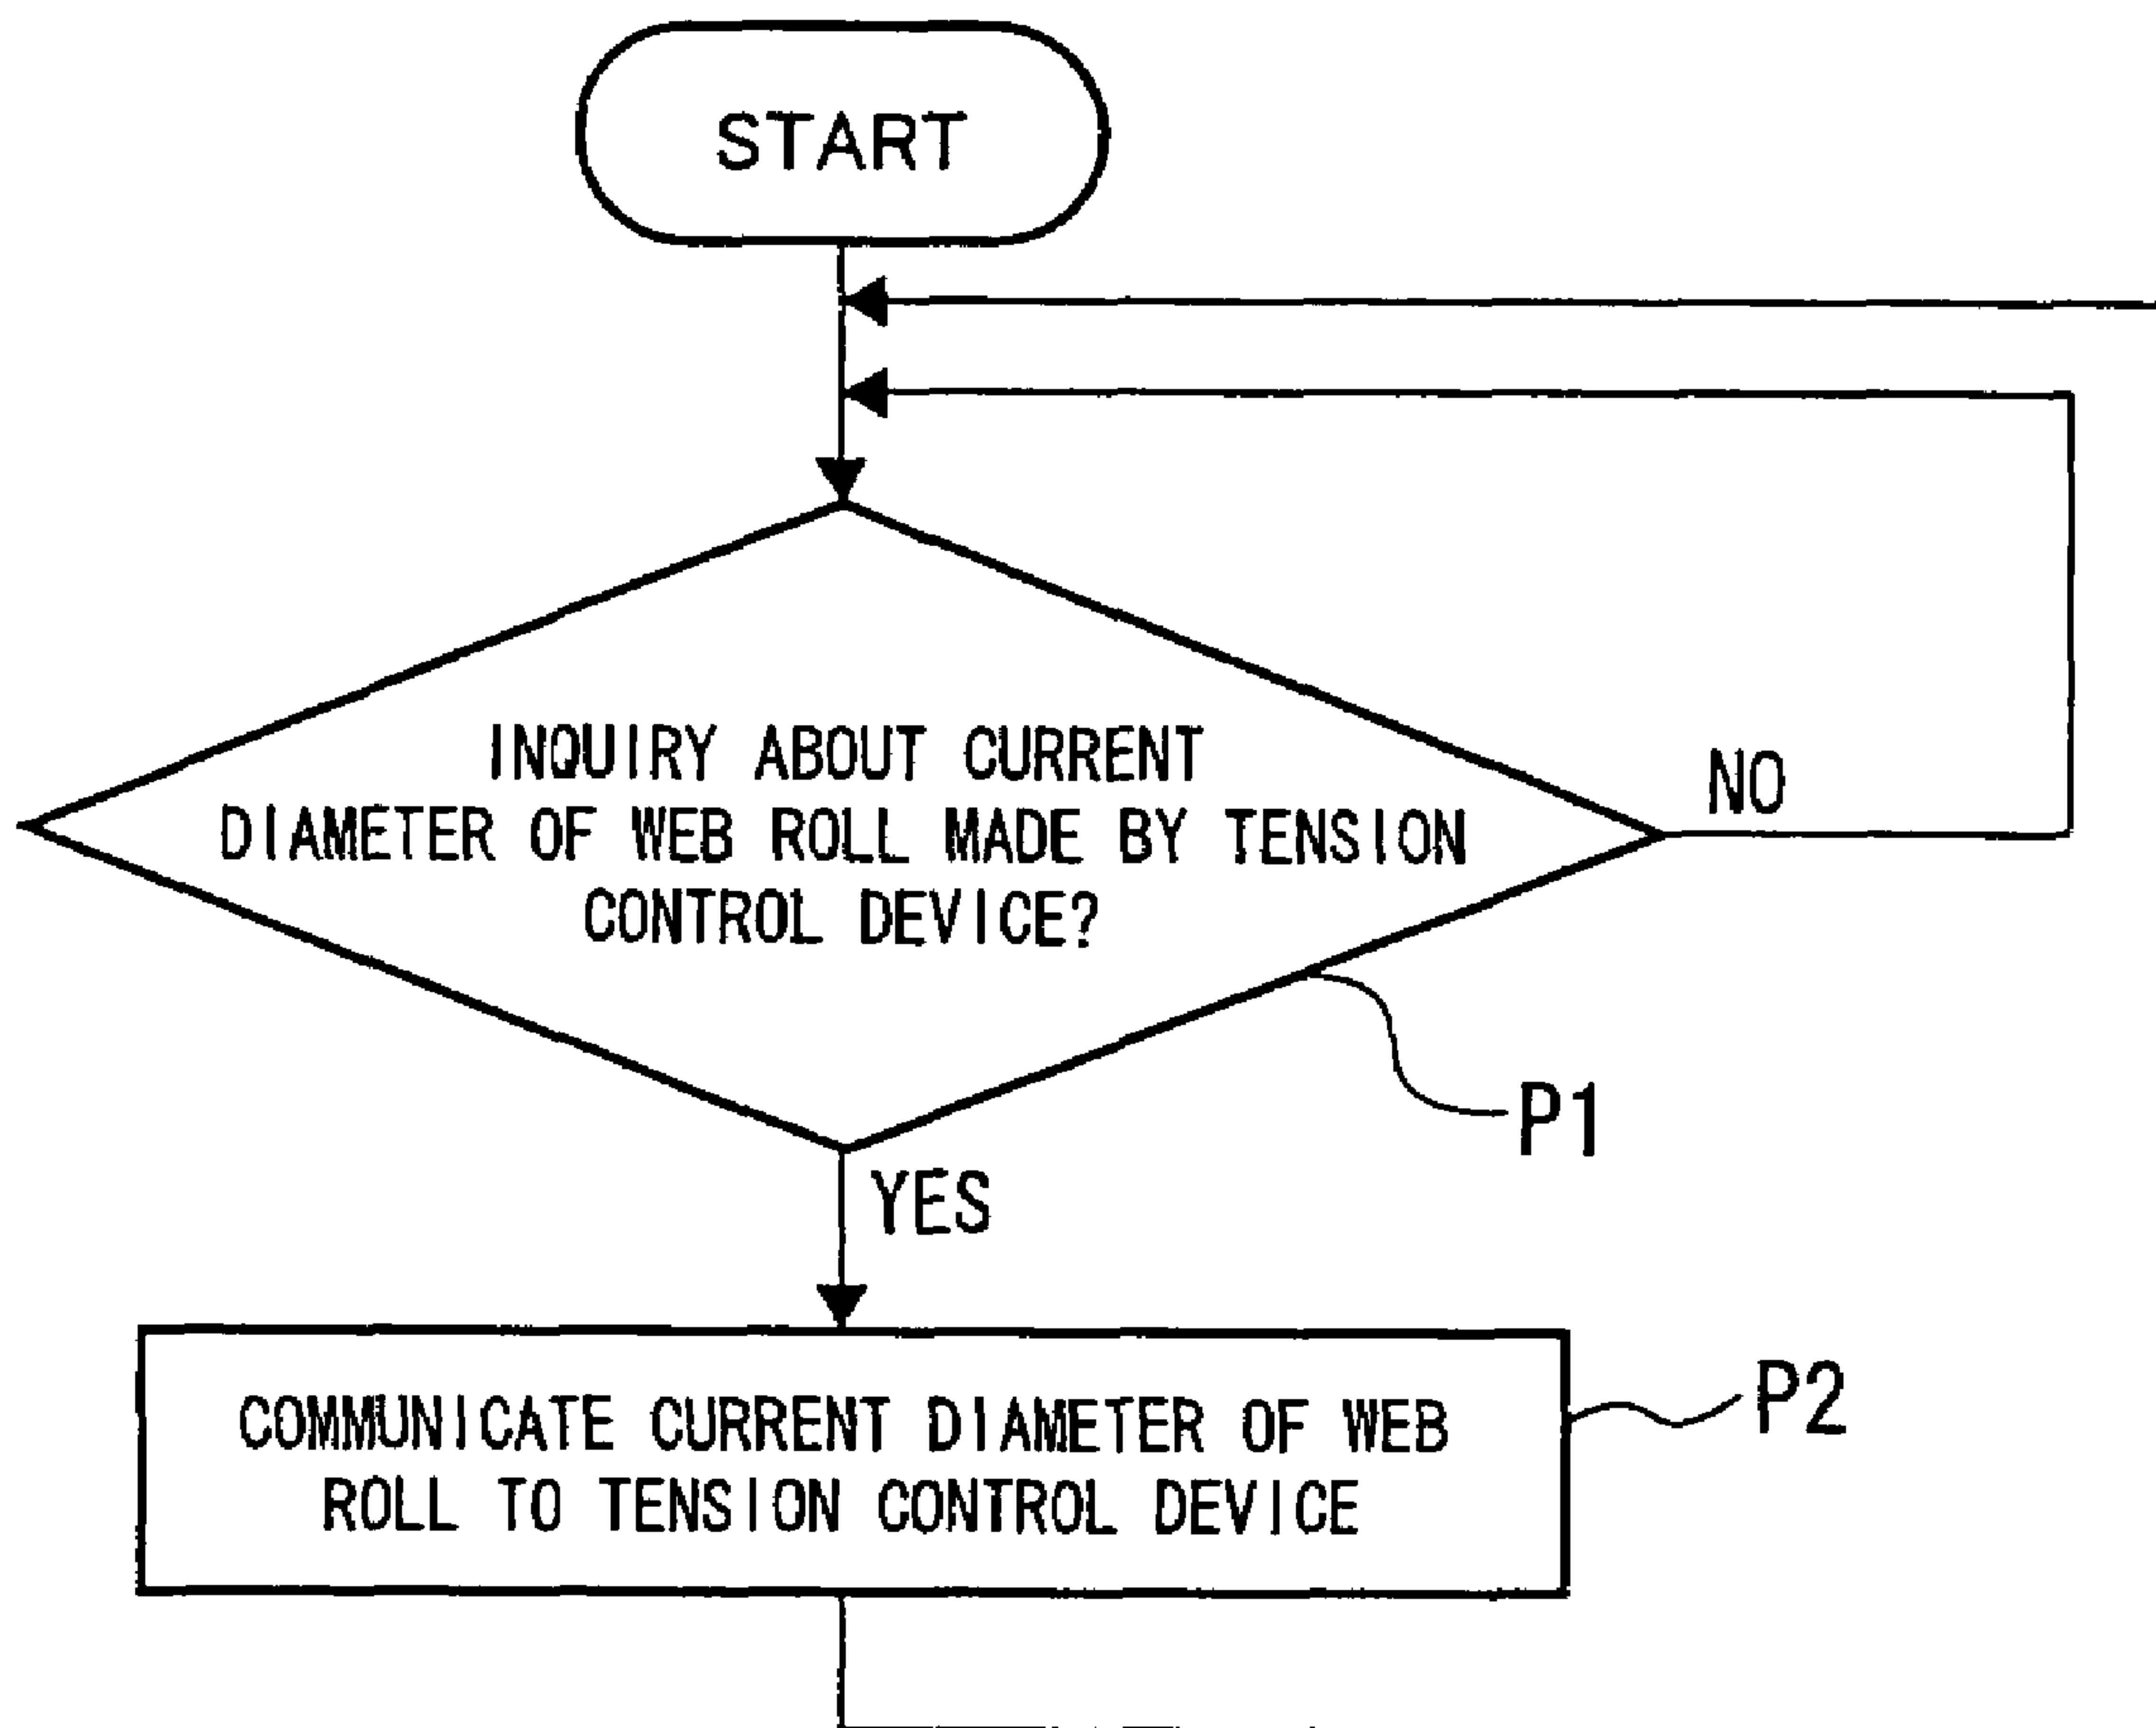 START
INQUIRY ABOUT CURRENT
DIAMETER OF WEB ROLL MADE BY TENSION
CONTROL DEVICE?
NO
P1
YES
COMMUNICATE CURRENT DIAMETER OF WEB
ROLL TO TENSION CONTROL DEVICE
P2